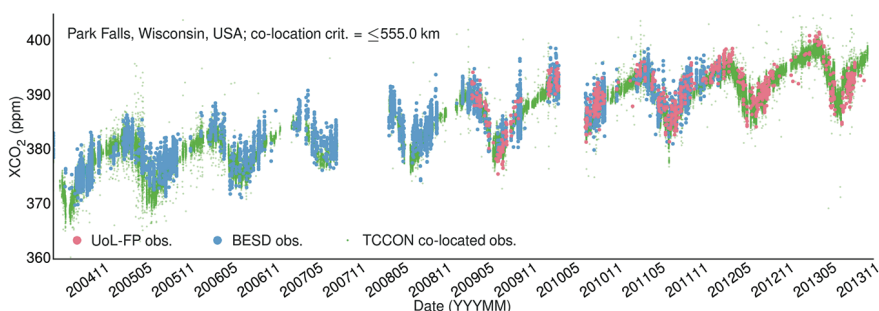 Park Falls, Wisconsin, USA; co-location crit. = ≤555.0 km
400
390
380
370
360
XCO2 (ppm)
UoL-FP obs. BESD obs. TCCON co-located obs.
200411 200505 200511 200605 200611 200705 200711 200805 200811 200905 200911 201005 201011 201105 201111 201205 201211 201305 201311
Date (YYYMM)